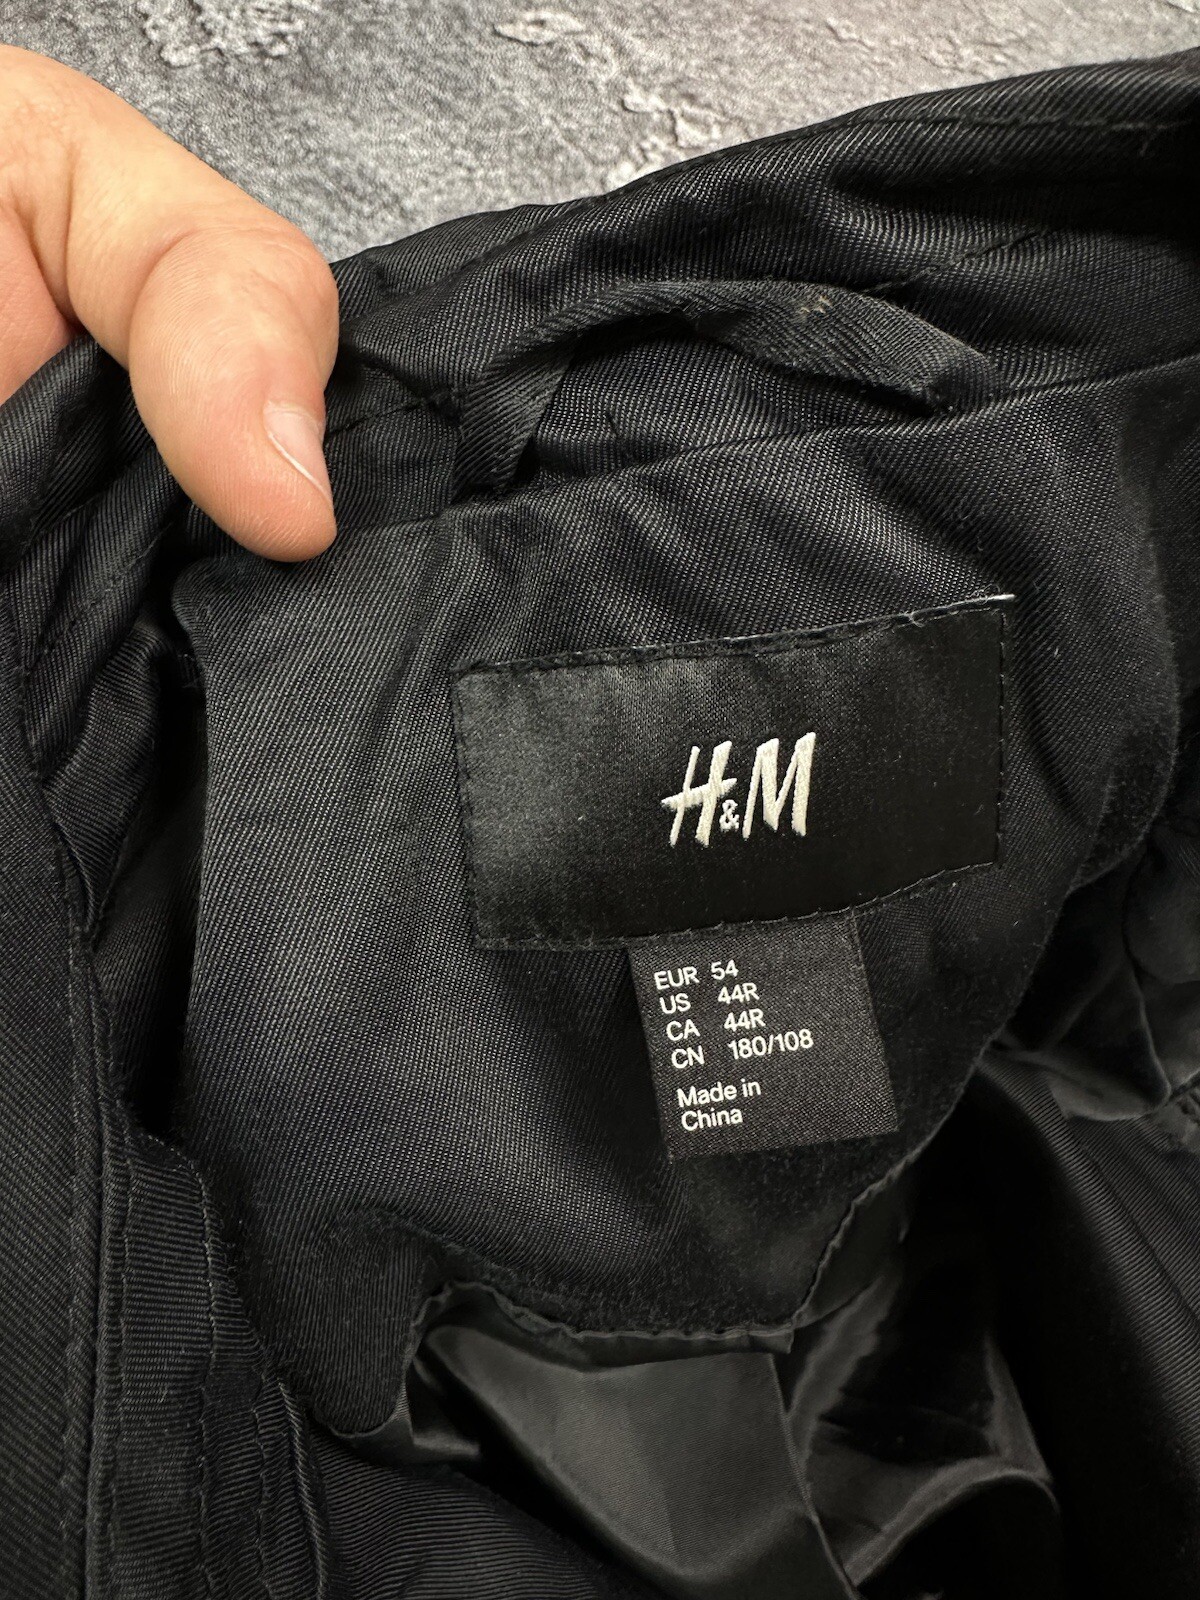 H&M
EUR 54
US 44R
CA 44R
CN 180/108
Made in
China